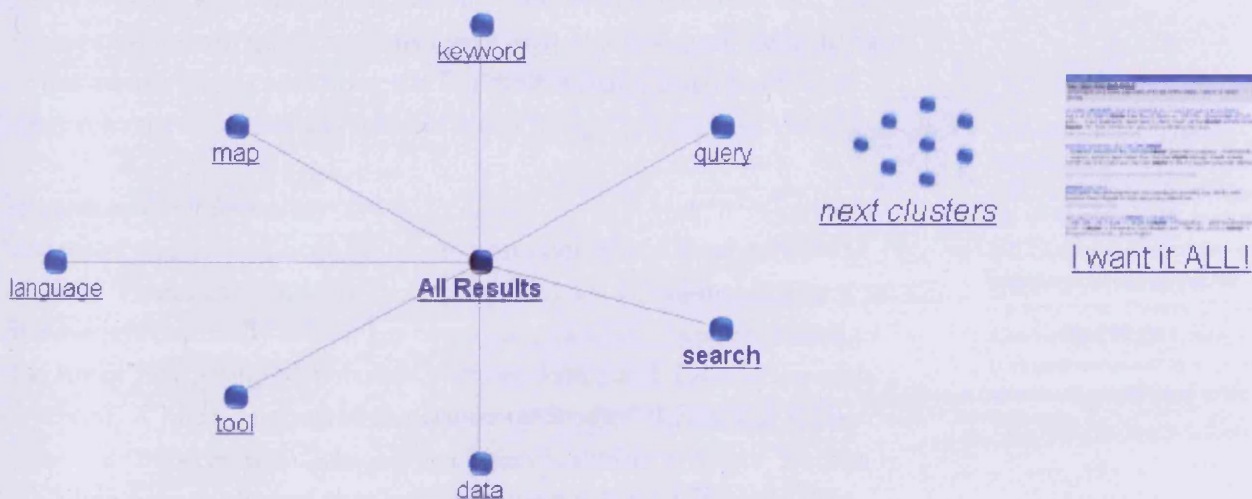 keyword
map
query
next clusters
language
All Results
I want it ALL!
search
tool
data